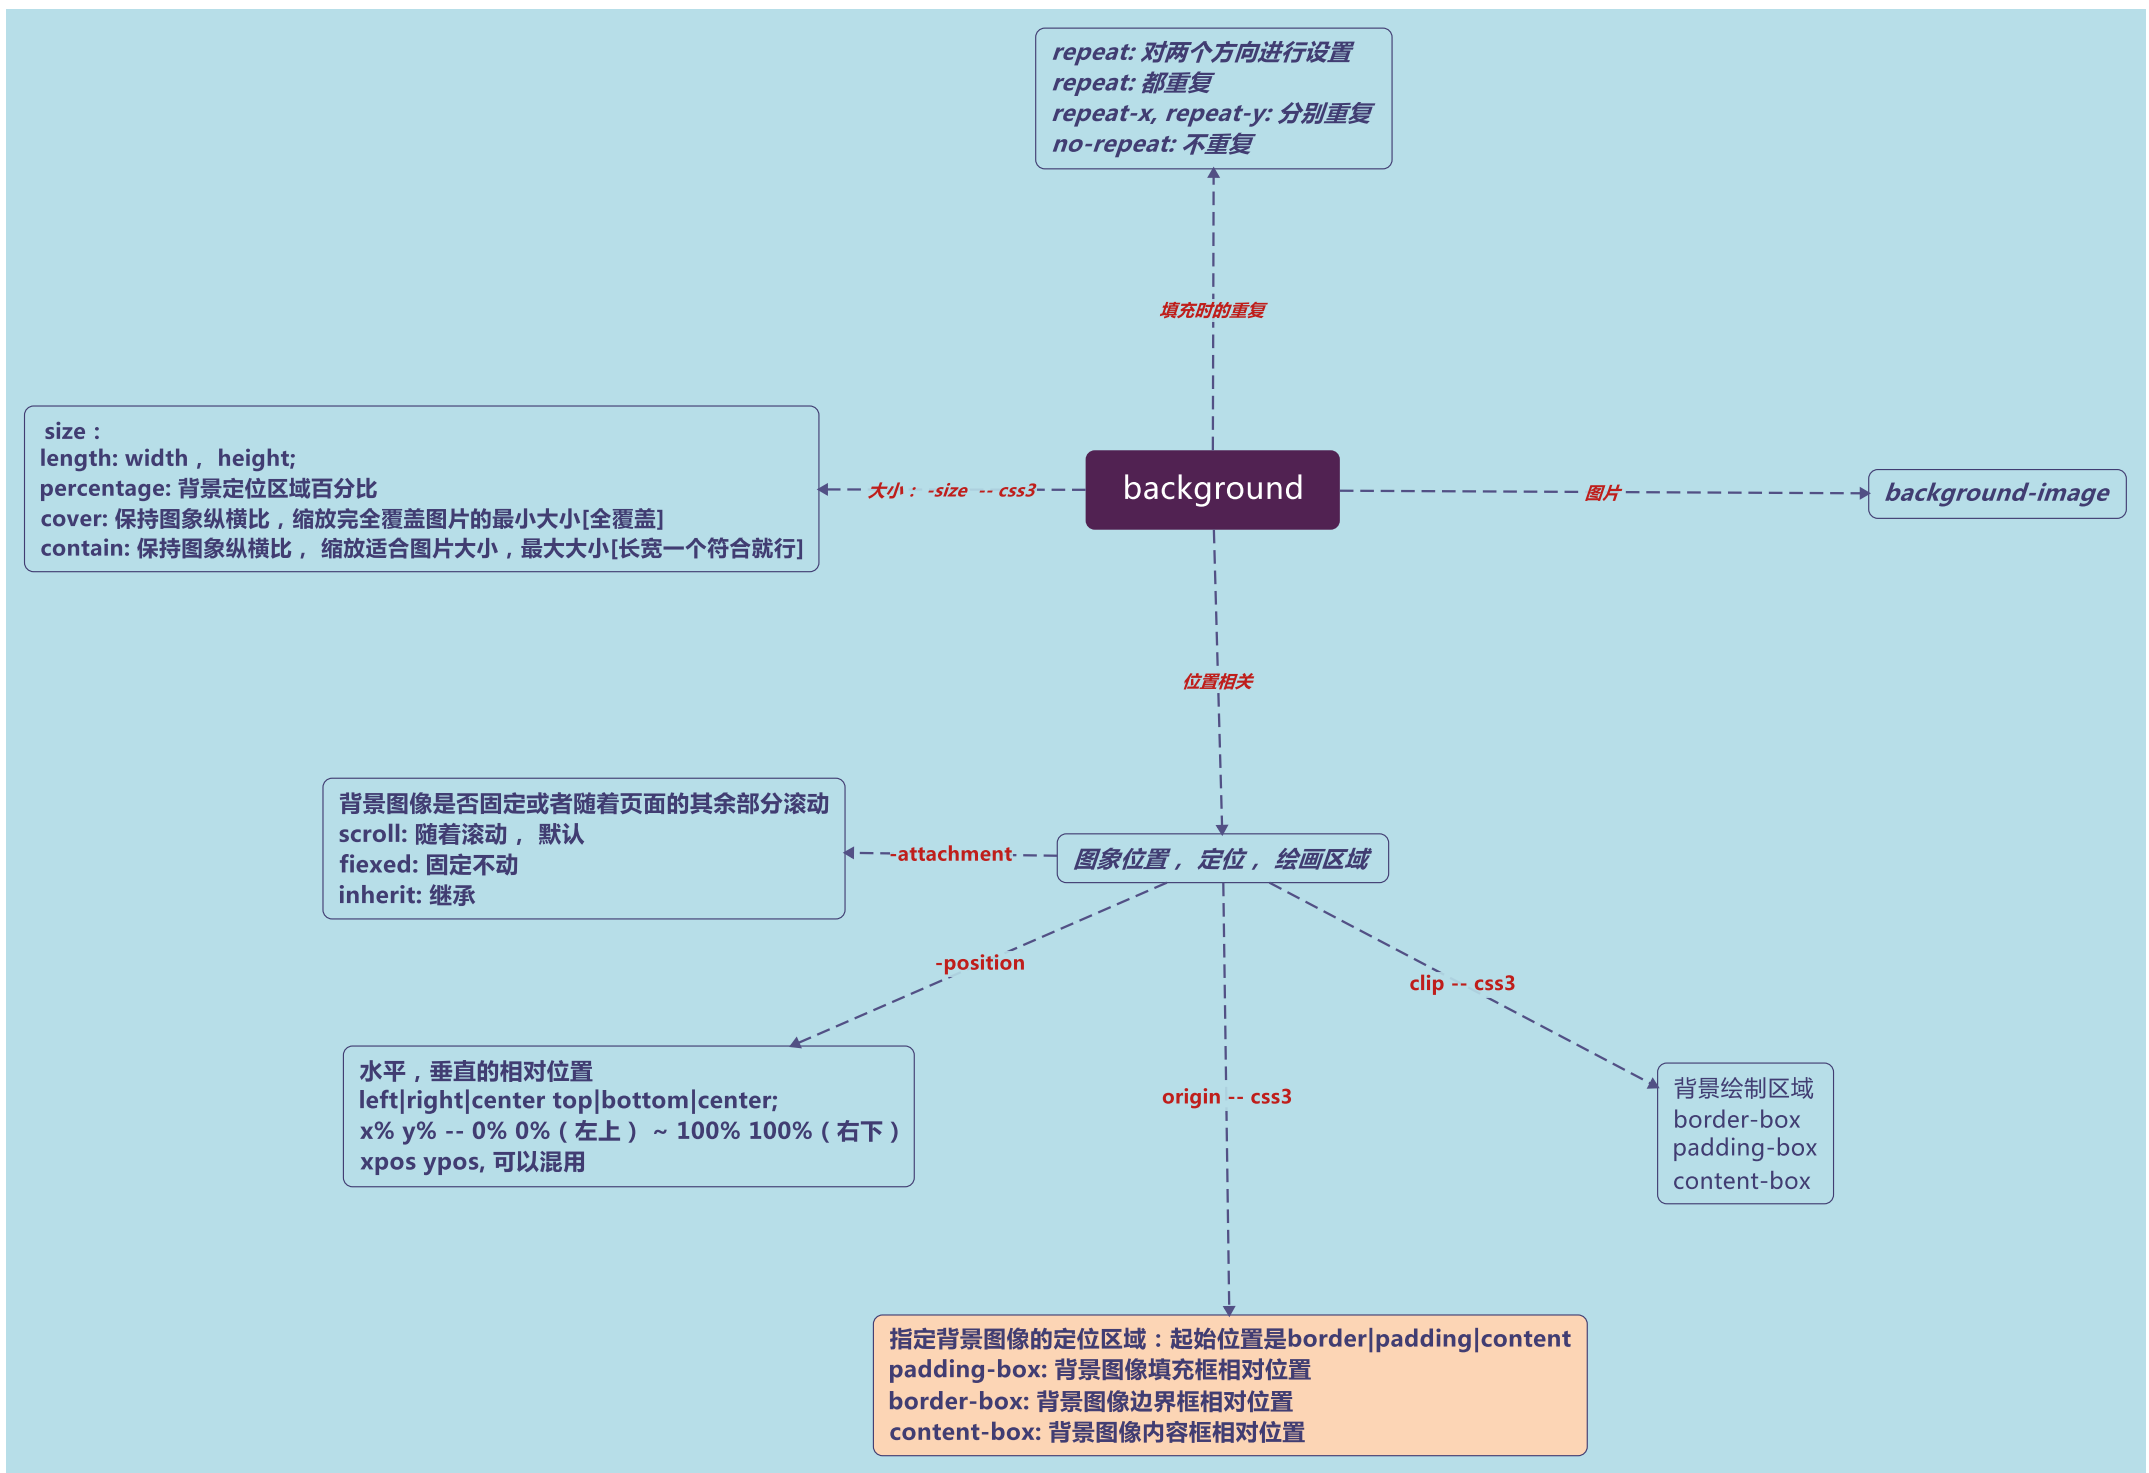 repeat: 对两个方向进行设置
repeat: 都重复
repeat-x, repeat-y: 分别重复
no-repeat: 不重复
填充时的重复
size：
length: width， height;
percentage: 背景定位区域百分比
cover: 保持图象纵横比，缩放完全覆盖图片的最小大小[全覆盖]
contain: 保持图象纵横比， 缩放适合图片大小，最大大小[长宽一个符合就行]
大小： -size -- css3
background
图片
background-image
位置相关
背景图像是否固定或者随着页面的其余部分滚动
scroll: 随着滚动， 默认
fiexed: 固定不动
inherit: 继承
-attachment
图象位置， 定位， 绘画区域
-position
clip -- css3
水平，垂直的相对位置
left|right|center top|bottom|center;
x% y% -- 0% 0%（左上） ~ 100% 100%（右下）
xpos ypos, 可以混用
origin -- css3
背景绘制区域
border-box
padding-box
content-box
指定背景图像的定位区域：起始位置是border|padding|content
padding-box: 背景图像填充框相对位置
border-box: 背景图像边界框相对位置
content-box: 背景图像内容框相对位置